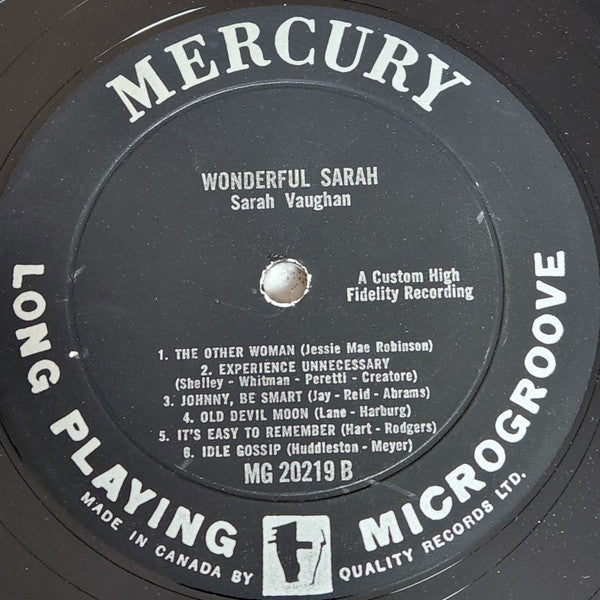 MERCURY
WONDERFUL SARAH
Sarah Vaughan
A Custom High
Fidelity Recording
1. THE OTHER WOMAN (Jessie Mae Robinson)
2. EXPERIENCE UNNECESSARY
(Shelley - Whitman - Peretti - Creatore)
3. JOHNNY, BE SMART (Jay - Reid - Abrams)
4. OLD DEVIL MOON (Lane - Harburg)
5. IT'S EASY TO REMEMBER (Hart - Rodgers)
6. IDLE GOSSIP (Huddleston - Meyer)
MG 20219 B
LONG PLAYING MICROGROOVE
MADE IN CANADA BY QUALITY RECORDS LTD.